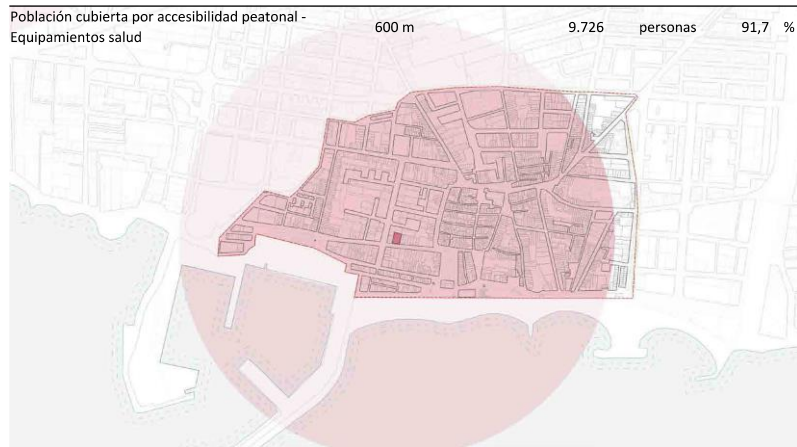 Población cubierta por accesibilidad peatonal - 600 m 9.726 personas 91,7 %
Equipamientos salud